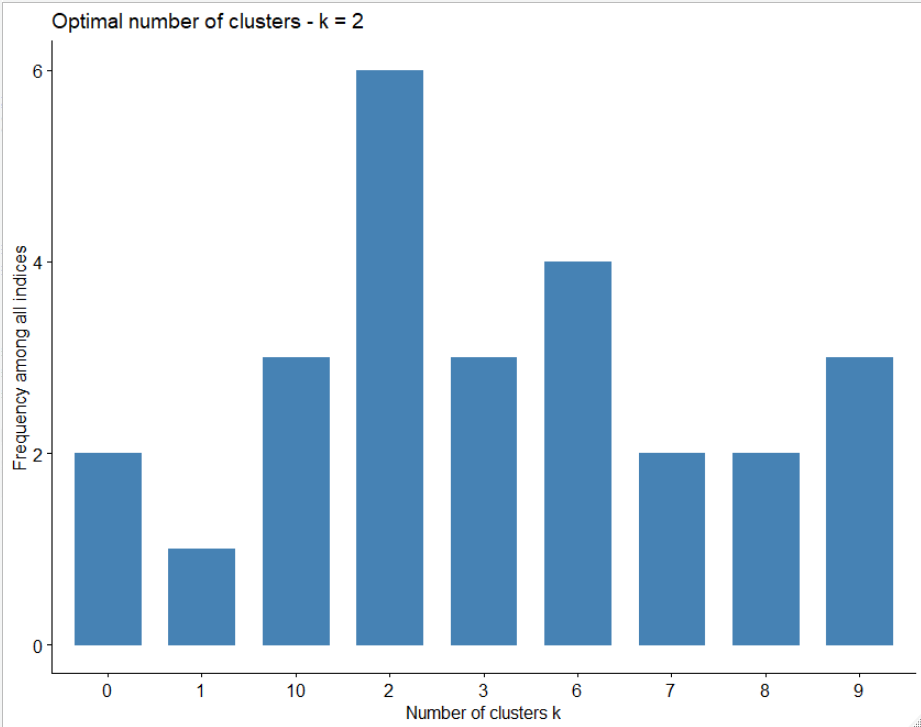 Optimal number of clusters - k = 2
Frequency among all indices
6
4
2
0
0 1 10 2 3 6 7 8 9
Number of clusters k